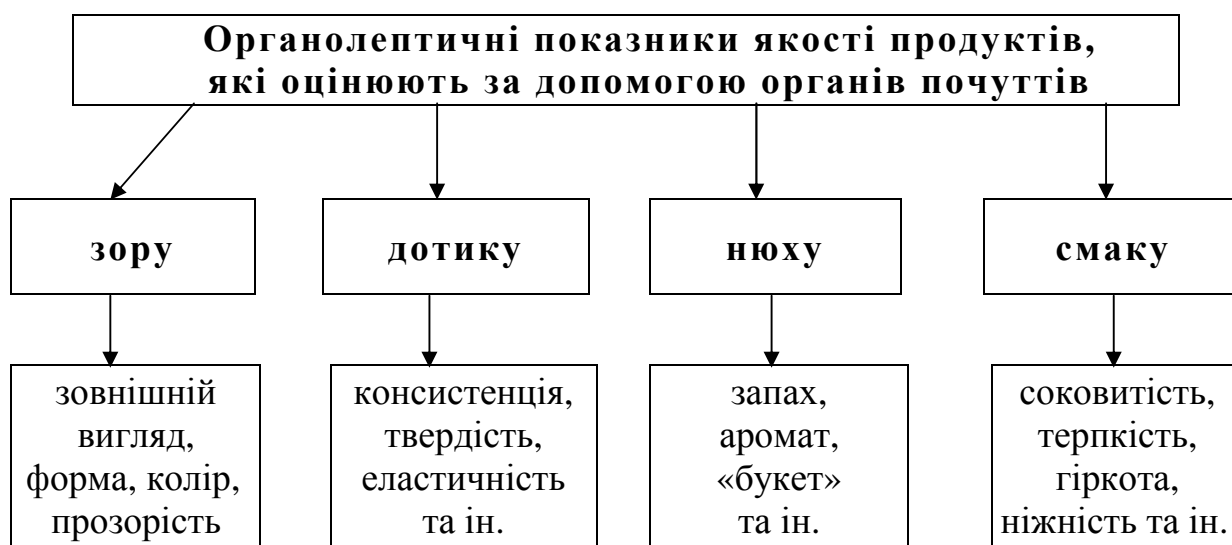 Органолептичні показники якості продуктів,
які оцінюють за допомогою органів почуттів
зору
дотику
нюху
смаку
зовнішній
вигляд,
форма, колір,
прозорість
консистенція,
твердість,
еластичність
та ін.
запах,
аромат,
«букет»
та ін.
соковитість,
терпкість,
гіркота,
ніжність та ін.